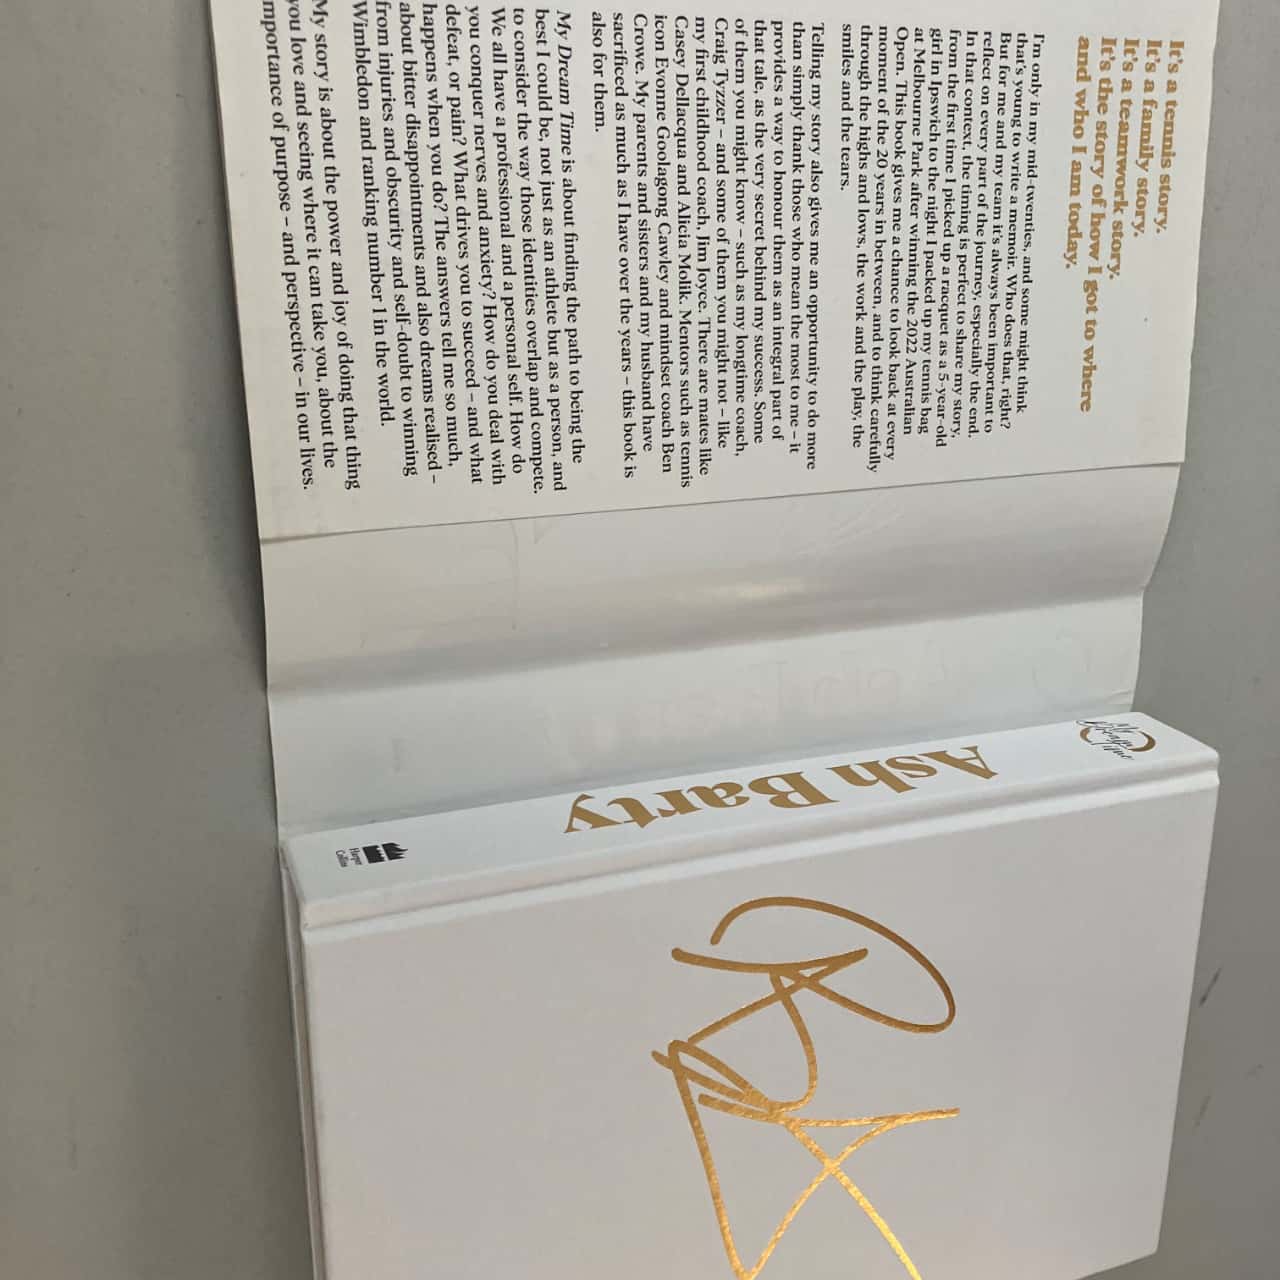 It's a tennis story.
It's a family story.
It's a teamwork story.
It's the story of how I got to where
and who I am today.
I'm only in my mid-twenties, and some might think
that's young to write a memoir. Who does that, right?
But for me and my team it's always been important to
reflect on every part of the journey, especially the end.
In that context, the timing is perfect to share my story,
from the first time I picked up a racquet as a 5-year-old
girl in Ipswich to the night I packed up my tennis bag
at Melbourne Park after winning the 2022 Australian
Open. This book gives me a chance to look back at every
moment of the 20 years in between, and to think carefully
through the highs and lows, the work and the play, the
smiles and the tears.
Telling my story also gives me an opportunity to do more
than simply thank those who mean the most to me – it
provides a way to honour them as an integral part of
that tale, as the very secret behind my success. Some
of them you might know – such as my longtime coach,
Craig Tyzzer – and some of them you might not – like
my first childhood coach, Jim Joyce. There are mates like
Casey Dellacqua and Alicia Molik. Mentors such as tennis
icon Evonne Goolagong Cawley and mindset coach Ben
Crowe. My parents and sisters and my husband have
sacrificed as much as I have over the years – this book is
also for them.
My Dream Time is about finding the path to being the
best I could be, not just as an athlete but as a person, and
to consider the way those identities overlap and compete.
We all have a professional and a personal self. How do
you conquer nerves and anxiety? How do you deal with
defeat, or pain? What drives you to succeed – and what
happens when you do? The answers tell me so much,
about bitter disappointments and also dreams realised –
from injuries and obscurity and self-doubt to winning
Wimbledon and ranking number 1 in the world.
My story is about the power and joy of doing that thing
you love and seeing where it can take you, about the
mportance of purpose – and perspective – in our lives.
My
Dream
Time
Ash Barty
Harper
Collins